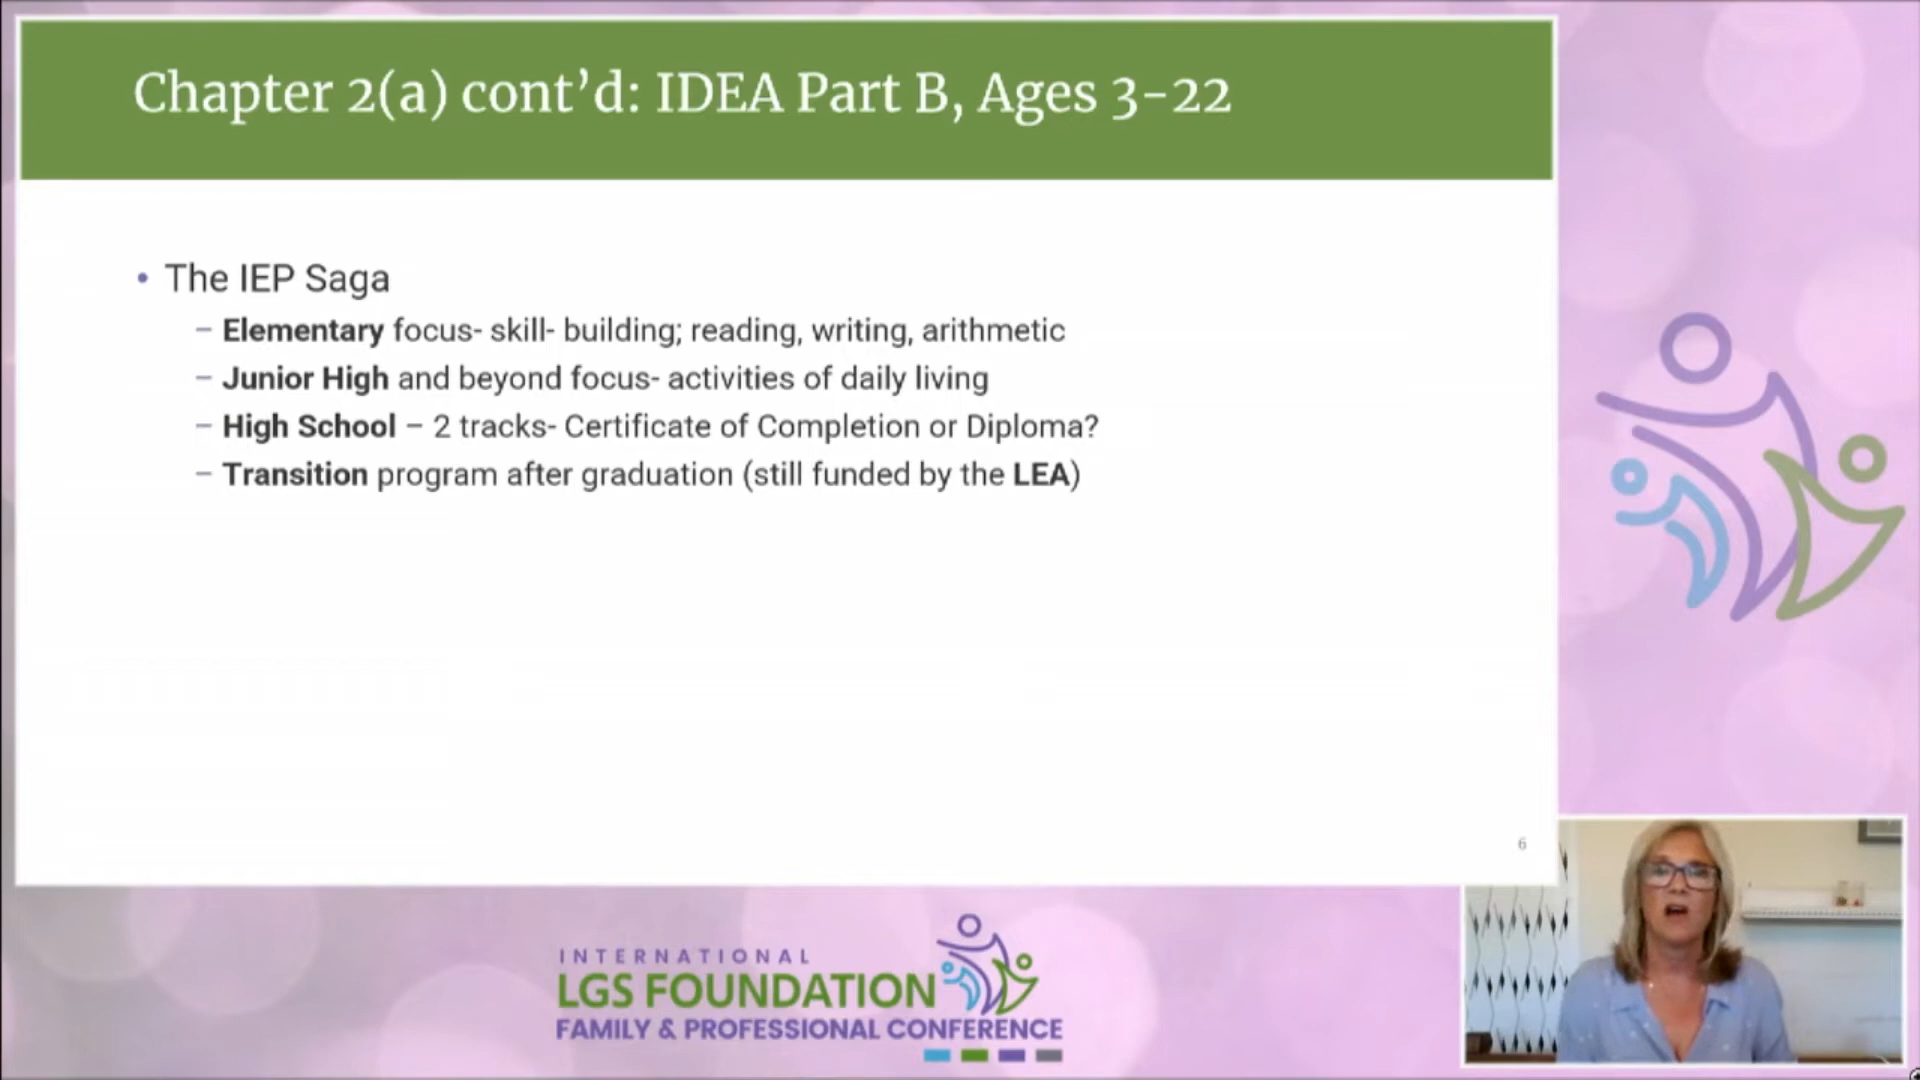 Chapter 2(a) cont’d: IDEA Part B, Ages 3-22
• The IEP Saga
– Elementary focus- skill- building; reading, writing, arithmetic
– Junior High and beyond focus- activities of daily living
– High School – 2 tracks- Certificate of Completion or Diploma?
– Transition program after graduation (still funded by the LEA)
6
INTERNATIONAL
LGS FOUNDATION
FAMILY & PROFESSIONAL CONFERENCE